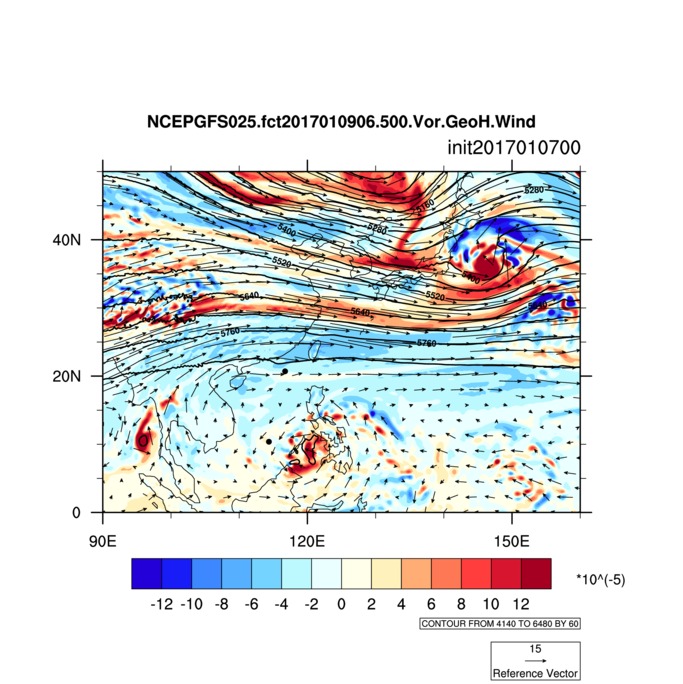 NCEPGFS025.fct2017010906.500.Vor.GeoH.Wind
init2017010700
5280
5160
5400
5280
40N
5520
5400
5640
5520
5640
5760
5760
20N
0
90E 120E 150E
-12 -10 -8 -6 -4 -2 0 2 4 6 8 10 12
*10^(-5)
CONTOUR FROM 4140 TO 6480 BY 60
15
Reference Vector